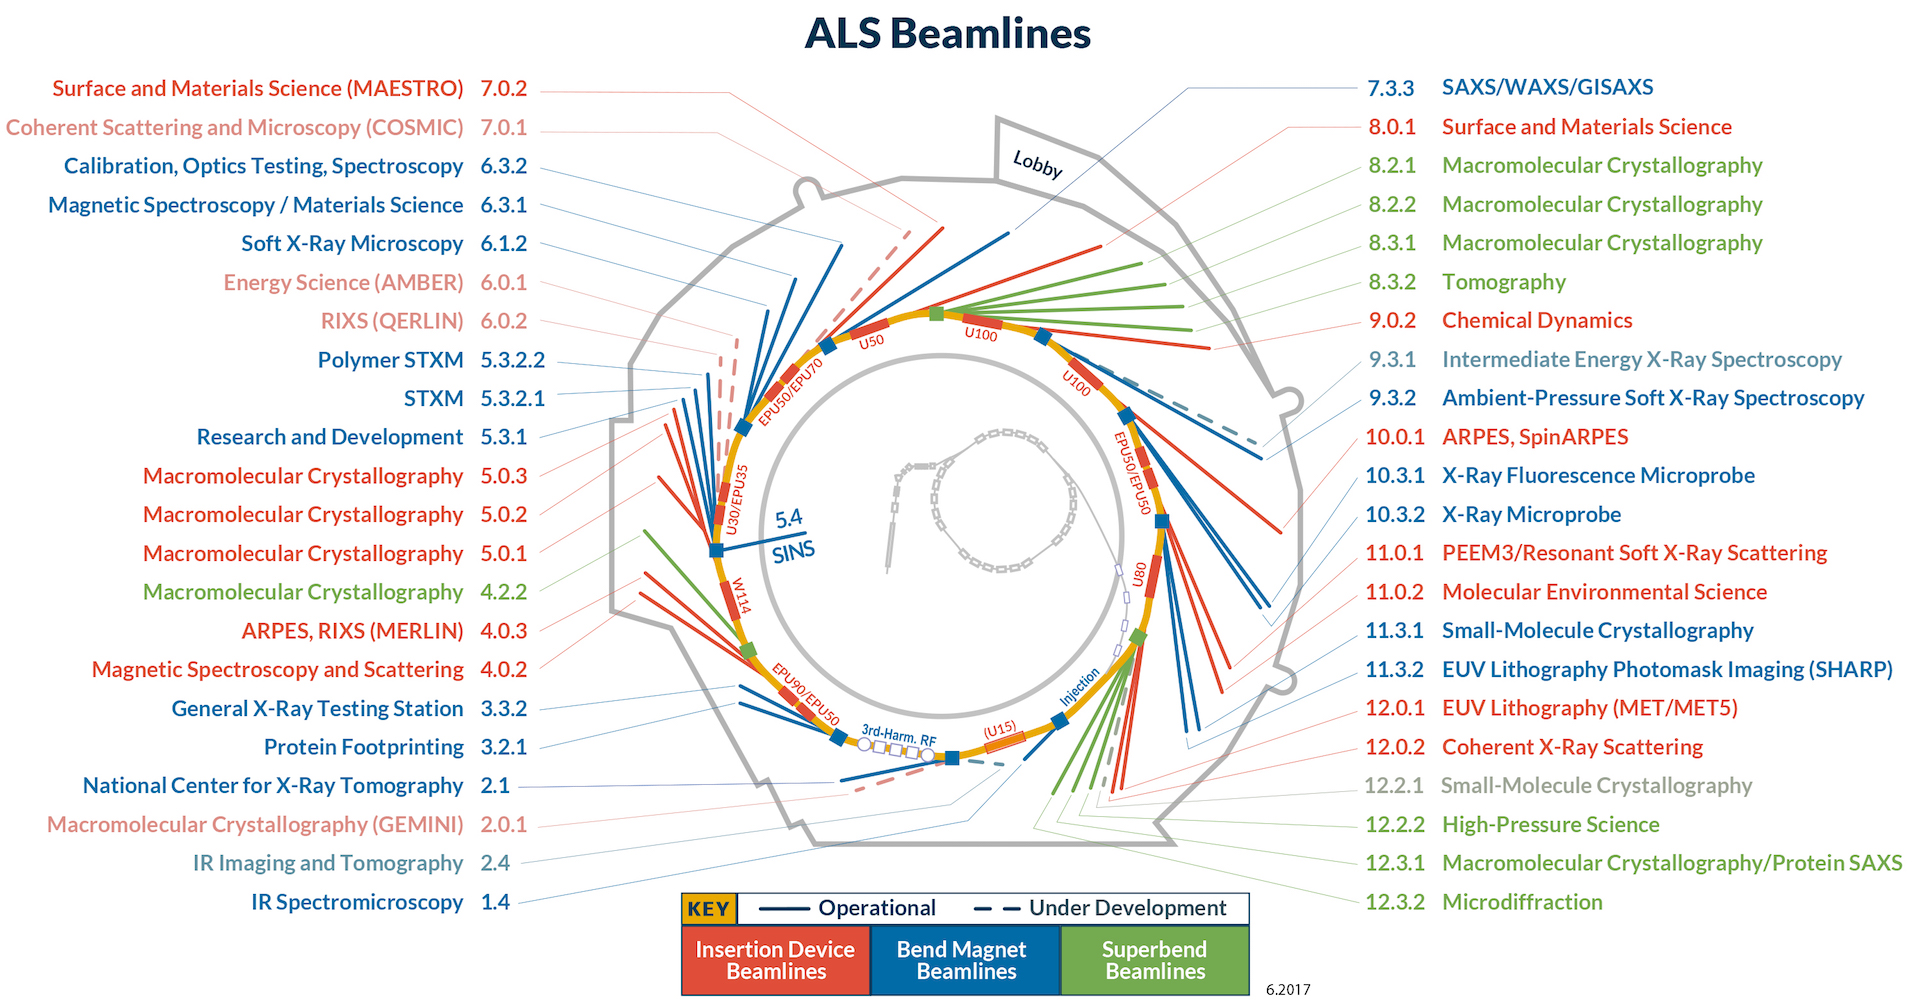 ALS Beamlines
Surface and Materials Science (MAESTRO) 7.0.2
Coherent Scattering and Microscopy (COSMIC) 7.0.1
Calibration, Optics Testing, Spectroscopy 6.3.2
Magnetic Spectroscopy / Materials Science 6.3.1
Soft X-Ray Microscopy 6.1.2
Energy Science (AMBER) 6.0.1
RIXS (QERLIN) 6.0.2
Polymer STXM 5.3.2.2
STXM 5.3.2.1
Research and Development 5.3.1
Macromolecular Crystallography 5.0.3
Macromolecular Crystallography 5.0.2
Macromolecular Crystallography 5.0.1
Macromolecular Crystallography 4.2.2
ARPES, RIXS (MERLIN) 4.0.3
Magnetic Spectroscopy and Scattering 4.0.2
General X-Ray Testing Station 3.3.2
Protein Footprinting 3.2.1
National Center for X-Ray Tomography 2.1
Macromolecular Crystallography (GEMINI) 2.0.1
IR Imaging and Tomography 2.4
IR Spectromicroscopy 1.4
Lobby
U50
U100
U100
EPU50/EPU70
EPU50/EPU50
U30/EPU35
5.4
SINS
U80
W114
EPU90/EPU50
Injection
3rd-Harm. RF
(U15)
7.3.3 SAXS/WAXS/GISAXS
8.0.1 Surface and Materials Science
8.2.1 Macromolecular Crystallography
8.2.2 Macromolecular Crystallography
8.3.1 Macromolecular Crystallography
8.3.2 Tomography
9.0.2 Chemical Dynamics
9.3.1 Intermediate Energy X-Ray Spectroscopy
9.3.2 Ambient-Pressure Soft X-Ray Spectroscopy
10.0.1 ARPES, SpinARPES
10.3.1 X-Ray Fluorescence Microprobe
10.3.2 X-Ray Microprobe
11.0.1 PEEM3/Resonant Soft X-Ray Scattering
11.0.2 Molecular Environmental Science
11.3.1 Small-Molecule Crystallography
11.3.2 EUV Lithography Photomask Imaging (SHARP)
12.0.1 EUV Lithography (MET/MET5)
12.0.2 Coherent X-Ray Scattering
12.2.1 Small-Molecule Crystallography
12.2.2 High-Pressure Science
12.3.1 Macromolecular Crystallography/Protein SAXS
12.3.2 Microdiffraction
KEY Operational Under Development
Insertion Device
Beamlines
Bend Magnet
Beamlines
Superbend
Beamlines
6.2017